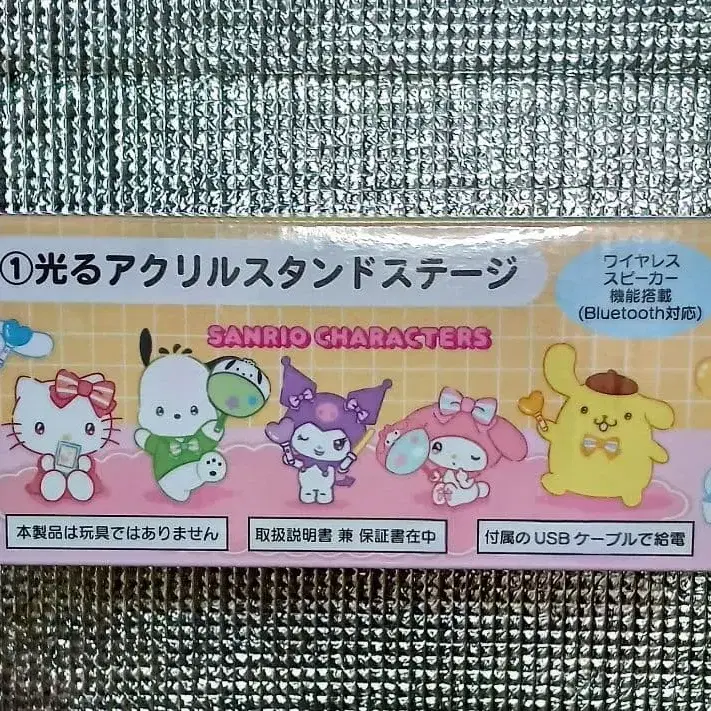 ①光るアクリルスタンドステージ
ワイヤレス
スピーカー
機能搭載
(Bluetooth対応)
SANRIO CHARACTERS
本製品は玩具ではありません
取扱説明書 兼 保証書在中
付属のUSBケーブルで給電